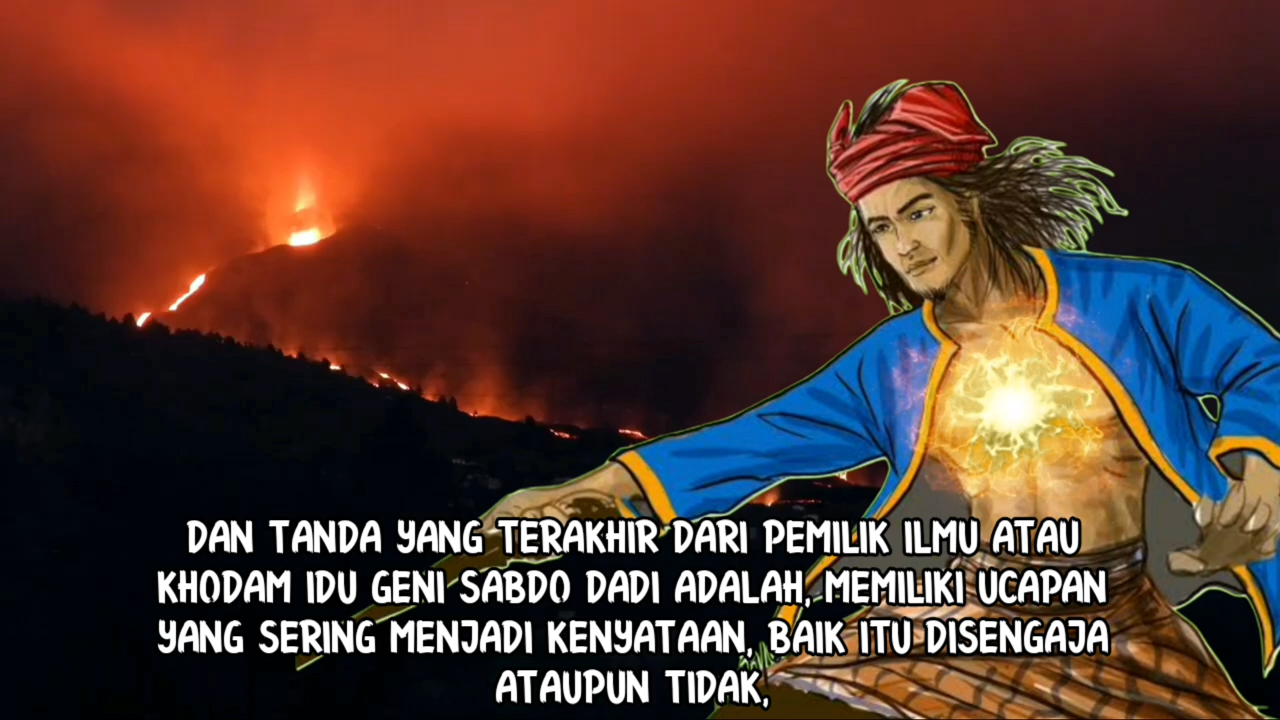 DAN TANDA YANG TERAKHIR DARI PEMILIK ILMU ATAU
KHODAM IDU GENI SABDO DADI ADALAH, MEMILIKI UCAPAN
YANG SERING MENJADI KENYATAAN, BAIK ITU DISENGAJA
ATAUPUN TIDAK,